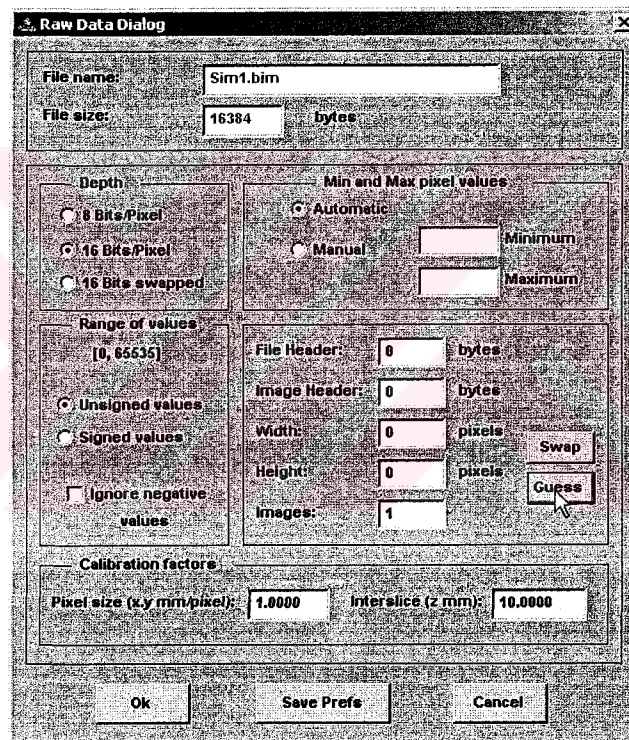 Raw Data Dialog
File name: Sim1.bim
File size: 16384 bytes
Depth
8 Bits/Pixel
16 Bits/Pixel
16 Bits swapped
Min and Max pixel values
Automatic
Manual
Minimum
Maximum
Range of values
[0, 65535]
Unsigned values
Signed values
Ignore negative
values
File Header: 0 bytes
Image Header: 0 bytes
Width: 0 pixels
Height: 0 pixels
Images: 1
Swap
Guess
Calibration factors
Pixel size (x.y mm/pixel): 1.0000 Interslice (z mm): 10.0000
Ok Save Prefs Cancel